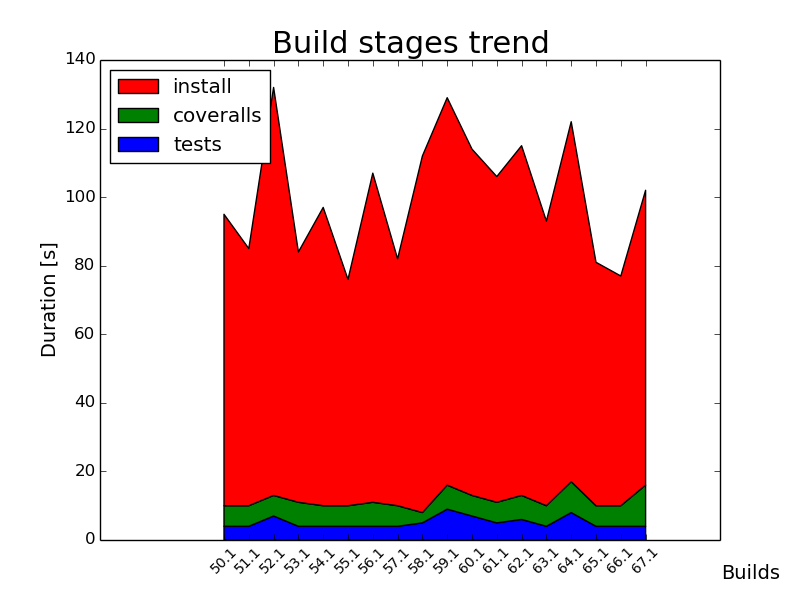 Build stages trend
140
120
100
80
60
40
20
0
Duration [s]
install
coveralls
tests
50.1 51.1 52.1 53.1 54.1 55.1 56.1 57.1 58.1 59.1 60.1 61.1 62.1 63.1 64.1 65.1 66.1 67.1
Builds